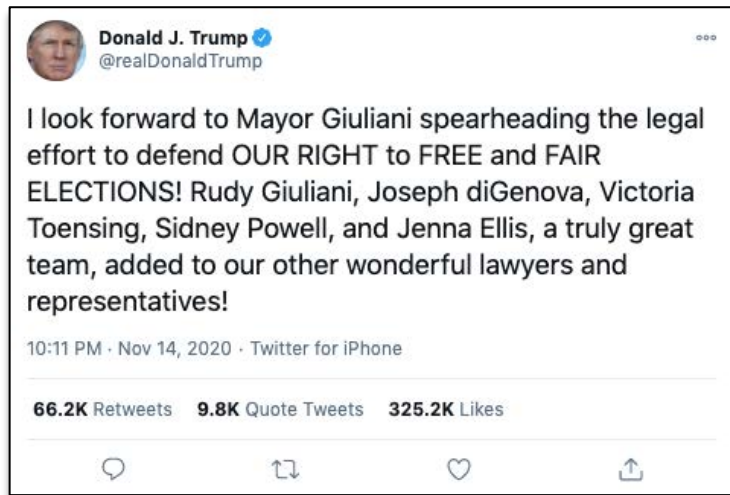 Donald J. Trump
@realDonaldTrump
I look forward to Mayor Giuliani spearheading the legal
effort to defend OUR RIGHT to FREE and FAIR
ELECTIONS! Rudy Giuliani, Joseph diGenova, Victoria
Toensing, Sidney Powell, and Jenna Ellis, a truly great
team, added to our other wonderful lawyers and
representatives!
10:11 PM · Nov 14, 2020 · Twitter for iPhone
66.2K Retweets 9.8K Quote Tweets 325.2K Likes